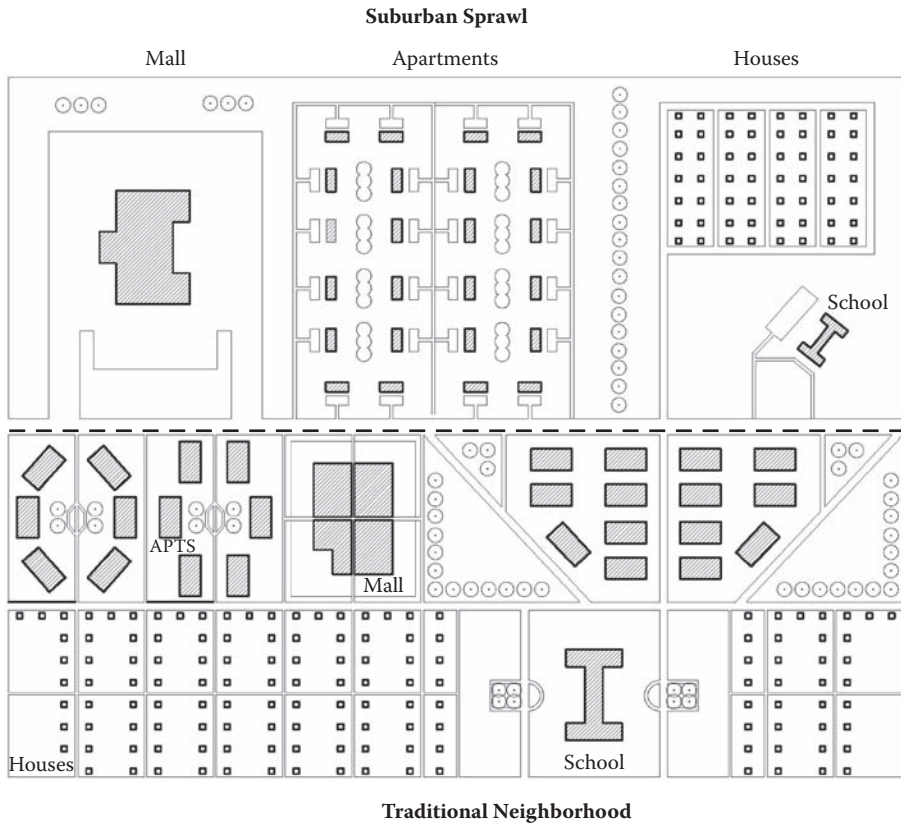 Suburban Sprawl
Mall Apartments Houses
School
APTS
Mall
Houses
School
Traditional Neighborhood